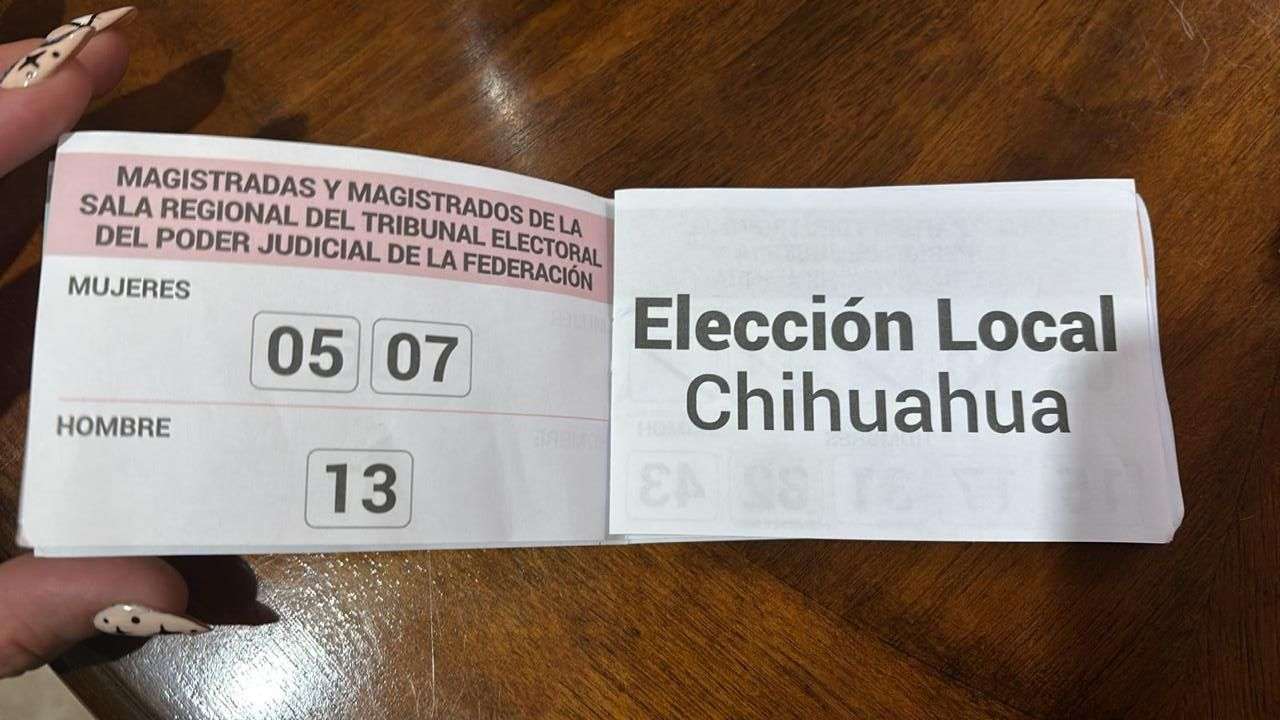 MAGISTRADAS Y MAGISTRADOS DE LA
SALA REGIONAL DEL TRIBUNAL ELECTORAL
DEL PODER JUDICIAL DE LA FEDERACIÓN
MUJERES
05 07
HOMBRE
13
Elección Local
Chihuahua